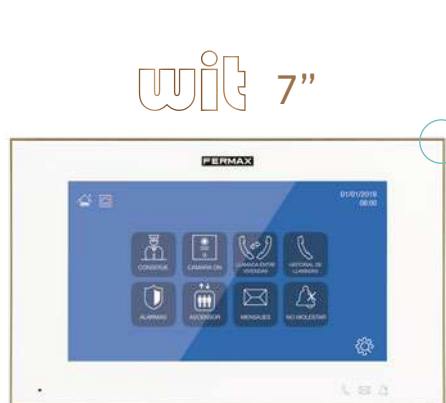 wit 7”
FERMAX
01/01/2019
08:00
CONSERJE
CÁMARA ON
LLAMADA ENTRE
VIVIENDAS
HISTORIAL DE
LLAMADAS
ALARMAS
ASCENSOR
MENSAJES
NO MOLESTAR